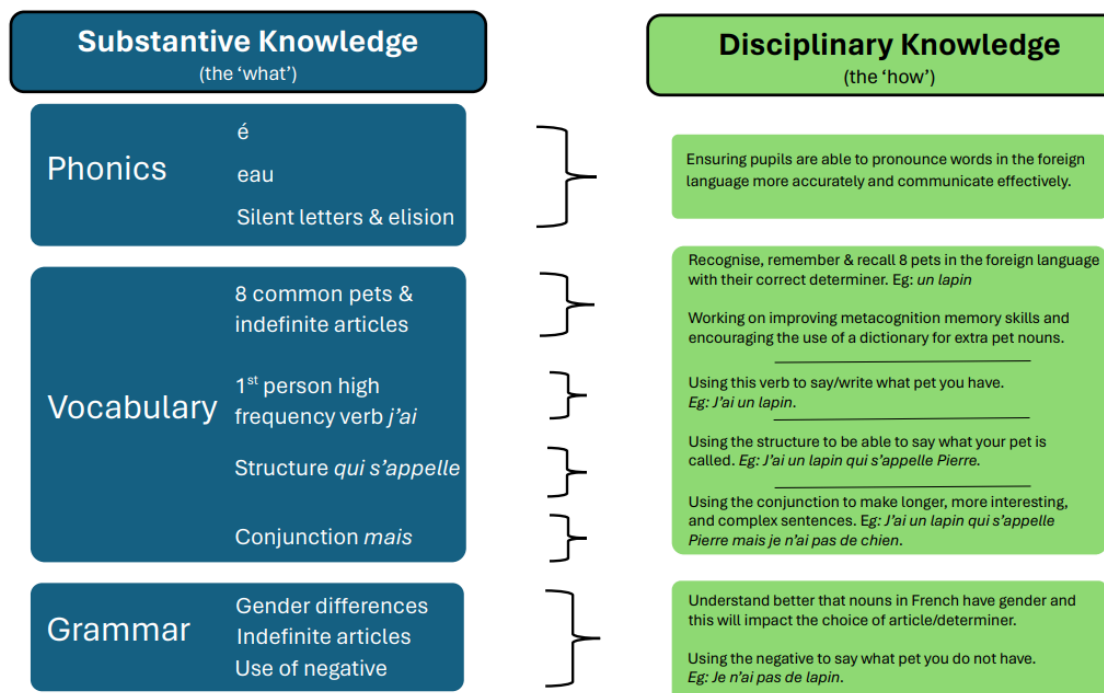 Substantive Knowledge
(the ‘what’)
Disciplinary Knowledge
(the ‘how’)
Phonics
é
eau
Silent letters & elision
Ensuring pupils are able to pronounce words in the foreign
language more accurately and communicate effectively.
Vocabulary
8 common pets &
indefinite articles
Recognise, remember & recall 8 pets in the foreign language
with their correct determiner. Eg: un lapin
Working on improving metacognition memory skills and
encouraging the use of a dictionary for extra pet nouns.
1st person high
frequency verb j’ai
Using this verb to say/write what pet you have.
Eg: J’ai un lapin.
Structure qui s’appelle
Using the structure to be able to say what your pet is
called. Eg: J’ai un lapin qui s’appelle Pierre.
Conjunction mais
Using the conjunction to make longer, more interesting,
and complex sentences. Eg: J’ai un lapin qui s’appelle
Pierre mais je n’ai pas de chien.
Grammar
Gender differences
Indefinite articles
Use of negative
Understand better that nouns in French have gender and
this will impact the choice of article/determiner.
Using the negative to say what pet you do not have.
Eg: Je n’ai pas de lapin.